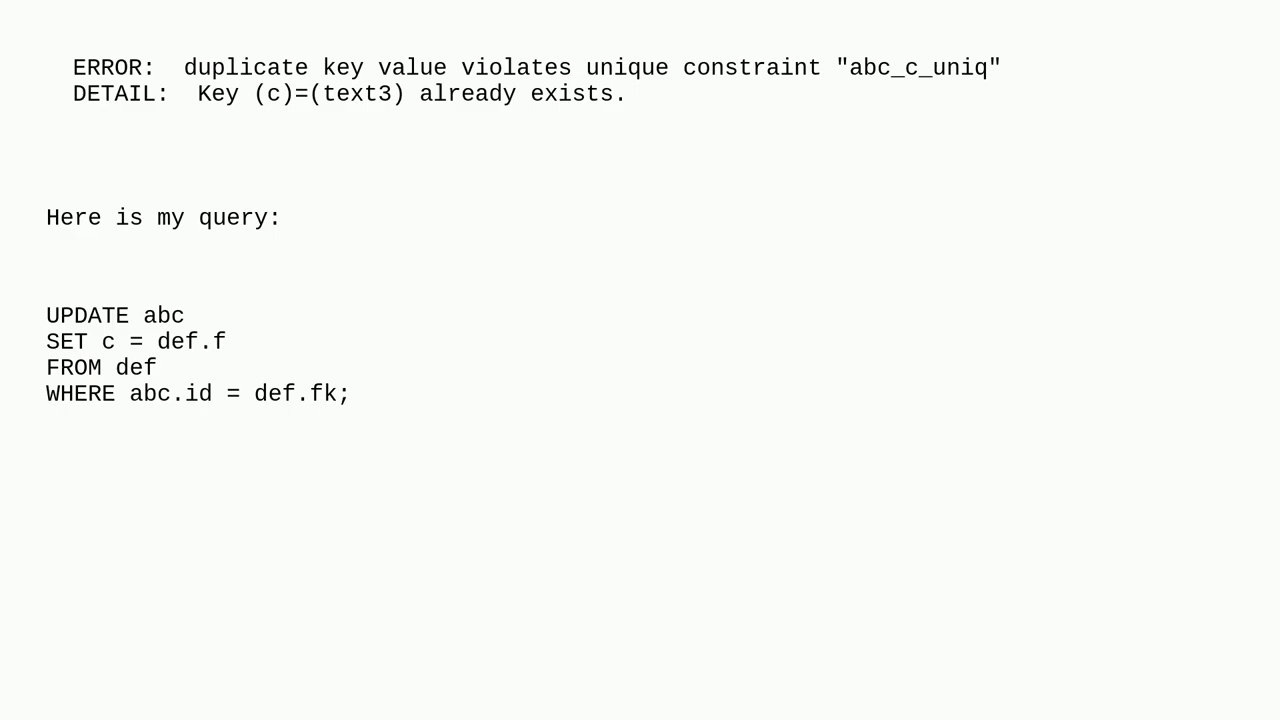 ERROR:  duplicate key value violates unique constraint "abc_c_uniq"
DETAIL:  Key (c)=(text3) already exists.
Here is my query:
UPDATE abc
SET c = def.f
FROM def
WHERE abc.id = def.fk;